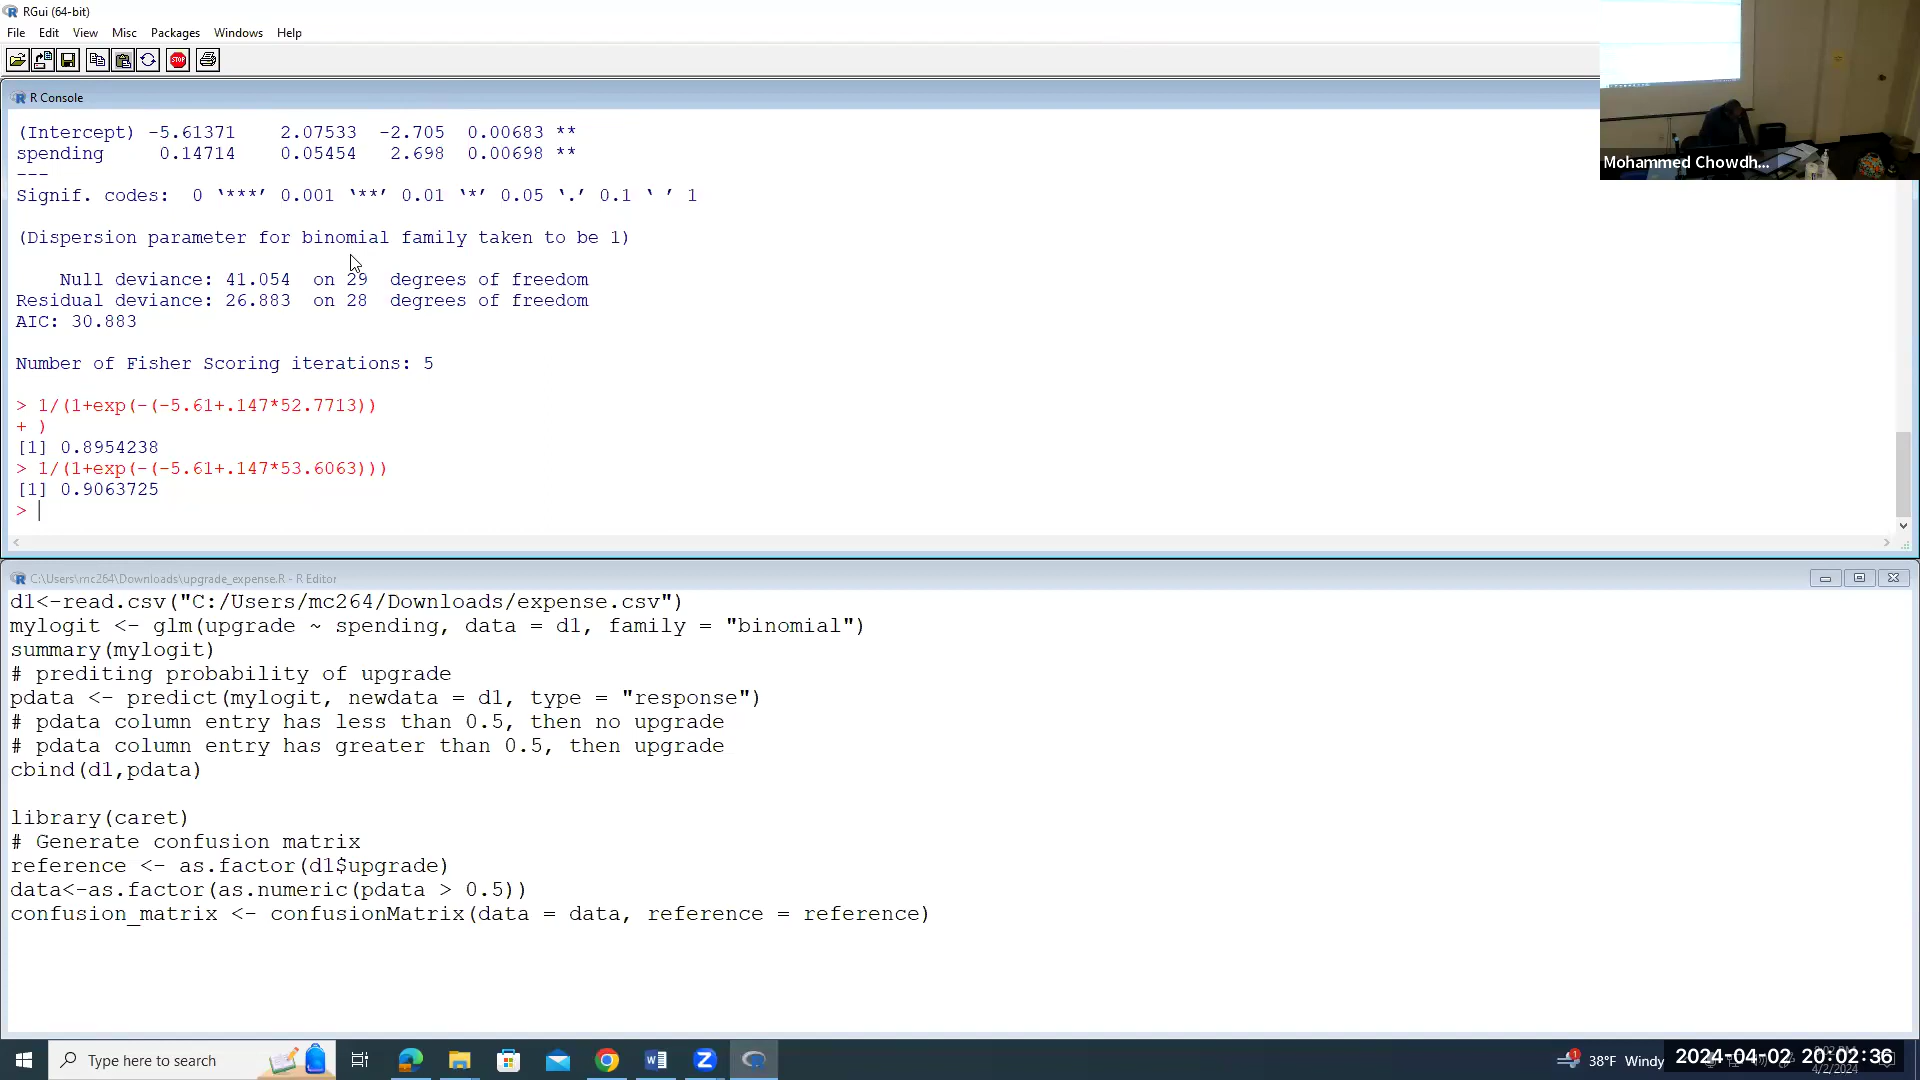 RGui (64-bit)
File Edit View Misc Packages Windows Help
STOP
R Console
(Intercept) -5.61371 2.07533 -2.705 0.00683 **
spending 0.14714 0.05454 2.698 0.00698 **
---
Signif. codes: 0 ‘***’ 0.001 ‘**’ 0.01 ‘*’ 0.05 ‘.’ 0.1 ‘ ’ 1
(Dispersion parameter for binomial family taken to be 1)
Null deviance: 41.054 on 29 degrees of freedom
Residual deviance: 26.883 on 28 degrees of freedom
AIC: 30.883
Number of Fisher Scoring iterations: 5
> 1/(1+exp(-(-5.61+.147*52.7713))
+ )
[1] 0.8954238
> 1/(1+exp(-(-5.61+.147*53.6063)))
[1] 0.9063725
>
Mohammed Chowdh...
C:\Users\mc264\Downloads\upgrade_expense.R - R Editor
d1<-read.csv("C:/Users/mc264/Downloads/expense.csv")
mylogit <- glm(upgrade ~ spending, data = d1, family = "binomial")
summary(mylogit)
# prediting probability of upgrade
pdata <- predict(mylogit, newdata = d1, type = "response")
# pdata column entry has less than 0.5, then no upgrade
# pdata column entry has greater than 0.5, then upgrade
cbind(d1,pdata)
library(caret)
# Generate confusion matrix
reference <- as.factor(d1$upgrade)
data<-as.factor(as.numeric(pdata > 0.5))
confusion_matrix <- confusionMatrix(data = data, reference = reference)
Type here to search
1
38°F Windy
2024-04-02 20:02:36
4/2/2024